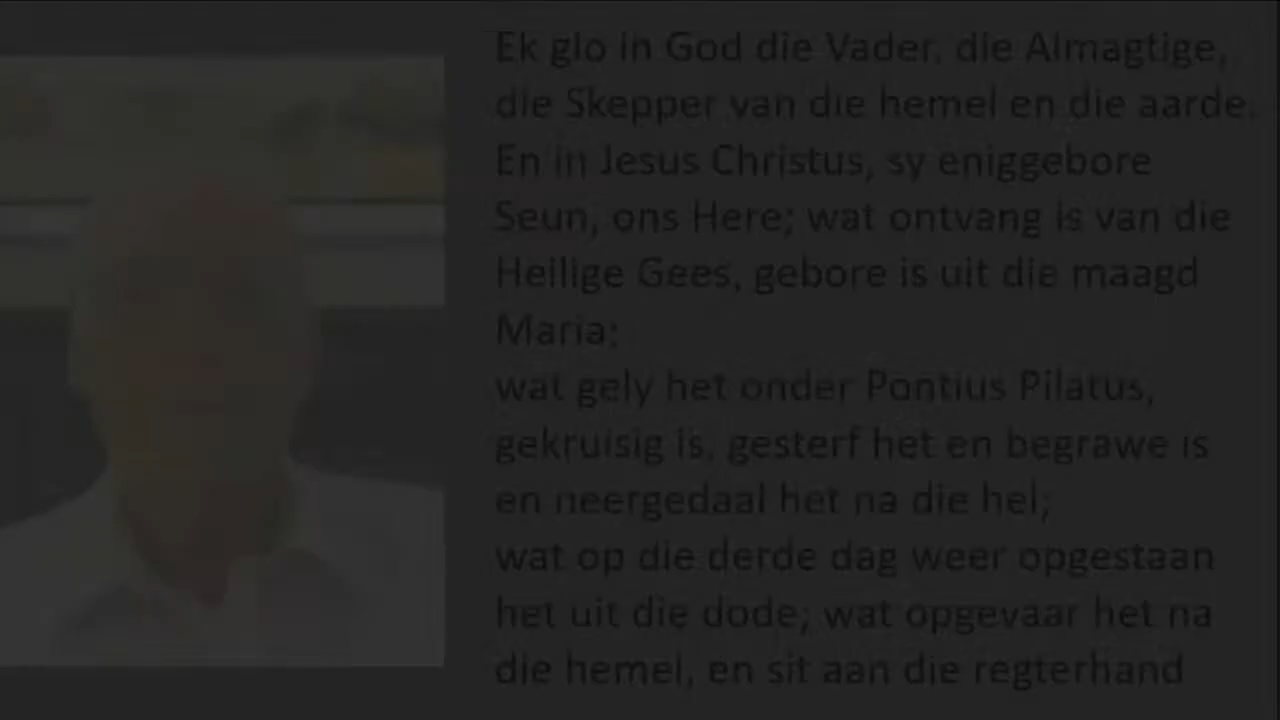 Ek glo in God die Vader, die Almagtige,
die Skepper van die hemel en die aarde.
En in Jesus Christus, sy eniggebore
Seun, ons Here; wat ontvang is van die
Heilige Gees, gebore is uit die maagd
Maria;
wat gely het onder Pontius Pilatus,
gekruisig is, gesterf het en begrawe is
en neergedaal het na die hel;
wat op die derde dag weer opgestaan
het uit die dode; wat opgevaar het na
die hemel, en sit aan die regterhand